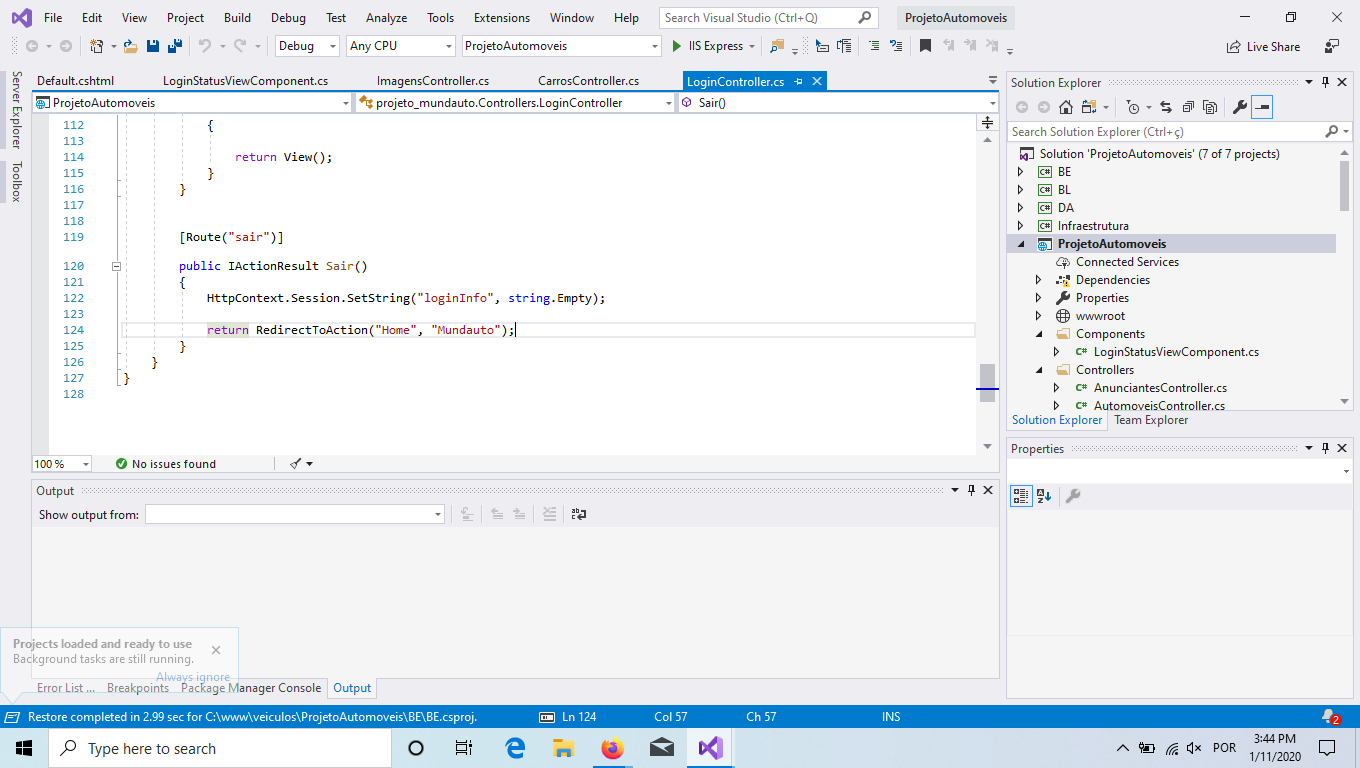 File Edit View Project Build Debug Test Analyze Tools Extensions Window Help Search Visual Studio (Ctrl+Q) ProjetoAutomoveis
Debug Any CPU ProjetoAutomoveis IIS Express Live Share
Server Explorer
Toolbox
Default.cshtml LoginStatusViewComponent.cs ImagensController.cs CarrosController.cs LoginController.cs
ProjetoAutomoveis projeto_mundauto.Controllers.LoginController Sair()
112 {
113
114 return View();
115 }
116 }
117
118
119 [Route("sair")]
120 public IActionResult Sair()
121 {
122 HttpContext.Session.SetString("loginInfo", string.Empty);
123
124 return RedirectToAction("Home", "Mundauto");
125 }
126 }
127 }
128
100 % No issues found
Output
Show output from:
Projects loaded and ready to use
Background tasks are still running.
Always ignore
Error List ... Breakpoints Package Manager Console Output
Solution Explorer
Search Solution Explorer (Ctrl+ç)
Solution 'ProjetoAutomoveis' (7 of 7 projects)
C# BE
C# BL
C# DA
C# Infraestrutura
ProjetoAutomoveis
Connected Services
Dependencies
Properties
wwwroot
Components
C# LoginStatusViewComponent.cs
Controllers
C# AnunciantesController.cs
C# AutomoveisController.cs
Solution Explorer Team Explorer
Properties
Restore completed in 2.99 sec for C:\www\veiculos\ProjetoAutomoveis\BE\BE.csproj. Ln 124 Col 57 Ch 57 INS 2
Type here to search POR 3:44 PM
1/11/2020